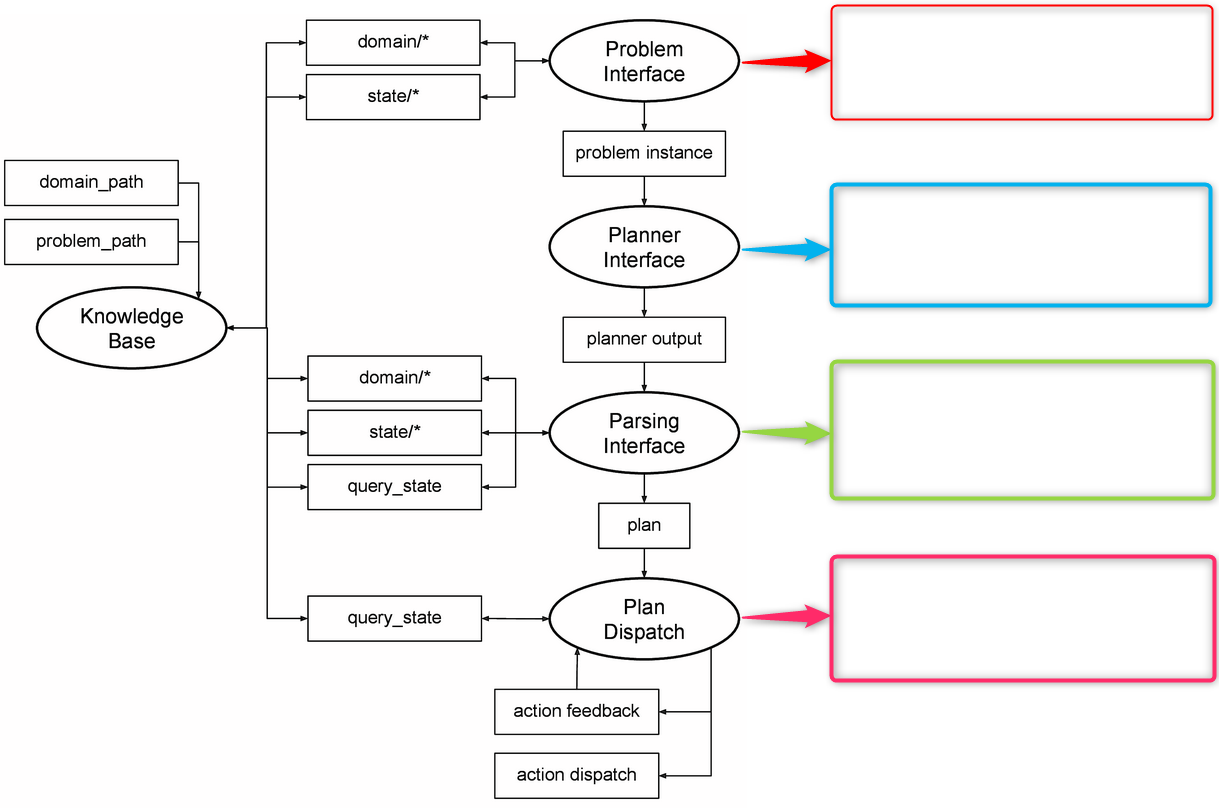 domain/*
state/*
Problem
Interface
problem instance
domain_path
problem_path
Knowledge
Base
Planner
Interface
planner output
domain/*
state/*
query_state
Parsing
Interface
plan
query_state
Plan
Dispatch
action feedback
action dispatch